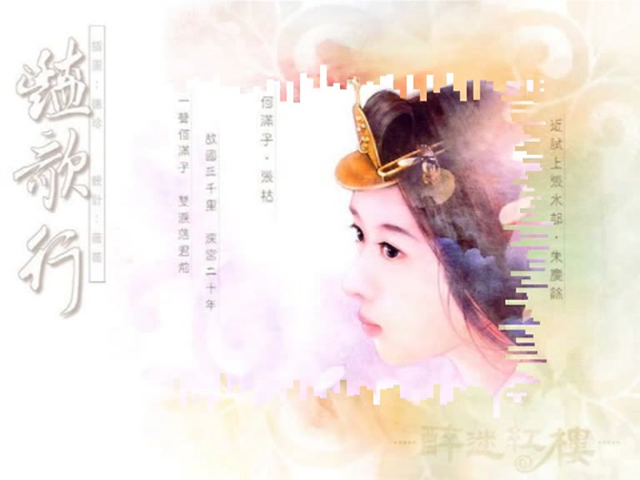 豔歌行
何滿子·張祜
故國三千里 深宮二十年
一聲何滿子 雙淚落君前
近試上張水部·朱慶餘
醉逑紅樓